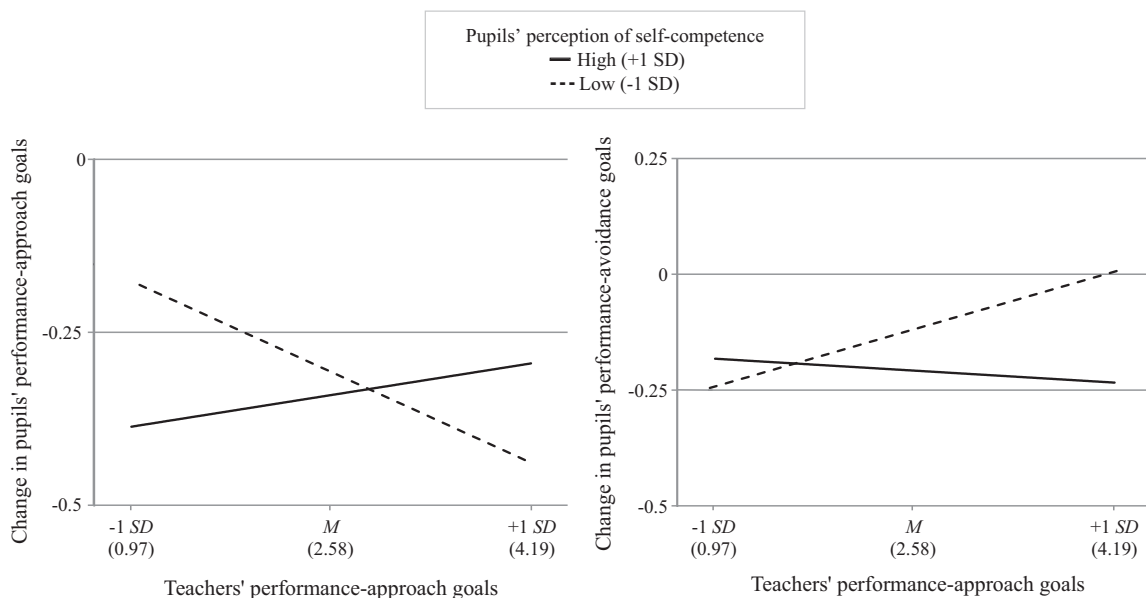 Pupils' perception of self-competence
High (+1 SD)
Low (-1 SD)
Change in pupils' performance-approach goals
0
-0.25
-0.5
-1 SD
(0.97)
M
(2.58)
+1 SD
(4.19)
Teachers' performance-approach goals
Change in pupils' performance-avoidance goals
0.25
0
-0.25
-0.5
-1 SD
(0.97)
M
(2.58)
+1 SD
(4.19)
Teachers' performance-approach goals